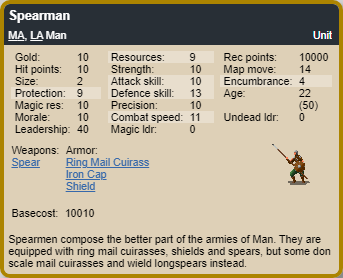 Spearman
MA, LA Man Unit
Gold: 10 Resources: 9 Rec points: 10000
Hit points: 10 Strength: 10 Map move: 14
Size: 2 Attack skill: 10 Encumbrance: 4
Protection: 9 Defence skill: 13 Age: 22
Magic res: 10 Precision: 10 (50)
Morale: 10 Combat speed: 11 Undead ldr: 0
Leadership: 40 Magic ldr: 0
Weapons: Armor:
Spear Ring Mail Cuirass
Iron Cap
Shield
Basecost: 10010
Spearmen compose the better part of the armies of Man. They are
equipped with ring mail cuirasses, shields and spears, but some don
scale mail cuirasses and wield longspears instead.